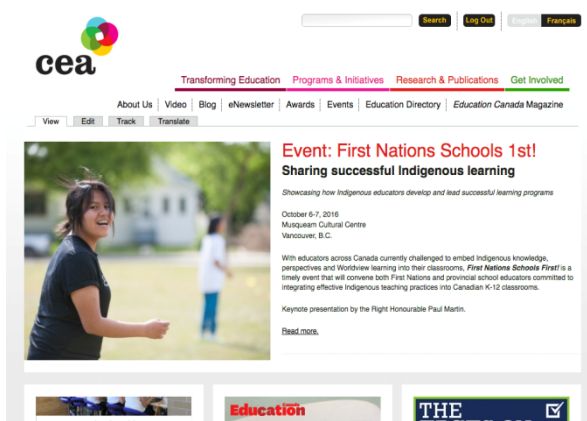 Search
Log Out
English
Français
cea
Transforming Education
Programs & Initiatives
Research & Publications
Get Involved
About Us
Video
Blog
eNewsletter
Awards
Events
Education Directory
Education Canada Magazine
View
Edit
Track
Translate
Event: First Nations Schools 1st!
Sharing successful Indigenous learning
Showcasing how Indigenous educators develop and lead successful learning programs
October 6-7, 2016
Musqueam Cultural Centre
Vancouver, B.C.
With educators across Canada currently challenged to embed Indigenous knowledge,
perspectives and Worldview learning into their classrooms, First Nations Schools First! is a
timely event that will convene both First Nations and provincial school educators committed to
integrating effective Indigenous teaching practices into Canadian K-12 classrooms.
Keynote presentation by the Right Honourable Paul Martin.
Read more.
Education
Canada
THE